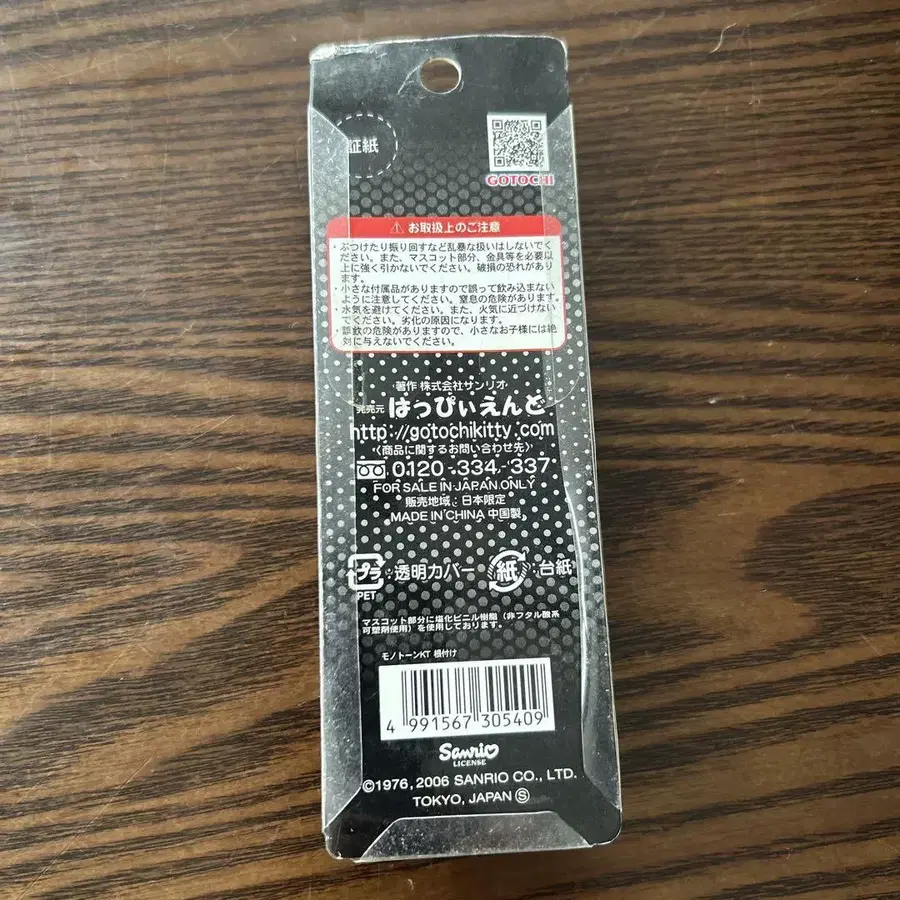 証紙
GOTOCHI
⚠ お取扱上のご注意
・ぶつけたり振り回すなど乱暴な扱いはしないでく
ださい。また、マスコット部分、金具等を必要以
上に強く引かないでください。破損の恐れがあり
ます。
・小さな付属品がありますので誤って飲み込まない
ように注意してください。窒息の危険があります。
・水気を避けてください。また、火気に近づけない
でください。劣化の原因になります。
・誤飲の危険がありますので、小さなお子様には絶
対に与えないでください。
著作 株式会社サンリオ
発売元 はっぴぃえんど
http://gotochikitty.com
〈商品に関するお問い合わせ先〉
0120-334-337
FOR SALE IN JAPAN ONLY
販売地域：日本限定
MADE IN CHINA 中国製
プラ：透明カバー 紙：台紙
PET
マスコット部分に塩化ビニル樹脂（非フタル酸系
可塑剤使用）を使用しております。
モノトーンKT 根付け
4 991567 305409
Sanrio
LICENSE
©1976, 2006 SANRIO CO., LTD.
TOKYO, JAPAN Ⓢ